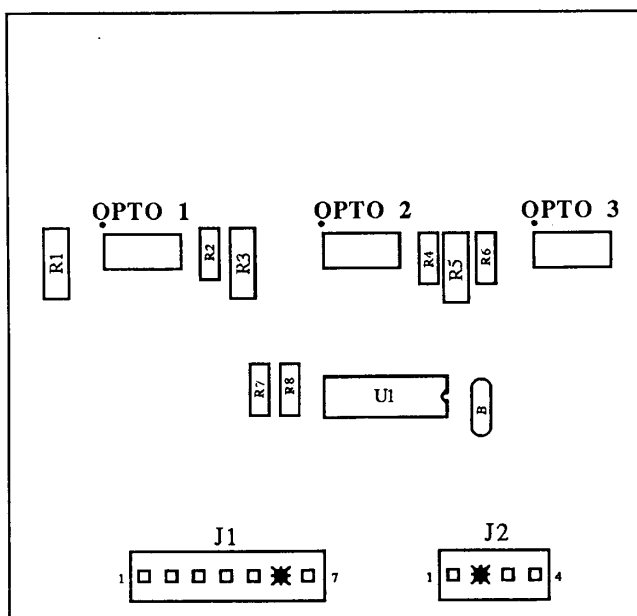 OPTO 1 OPTO 2 OPTO 3
R1 R2 R3 R4 R5 R6
R7 R8 U1 B
J1 J2
1 7 1 4